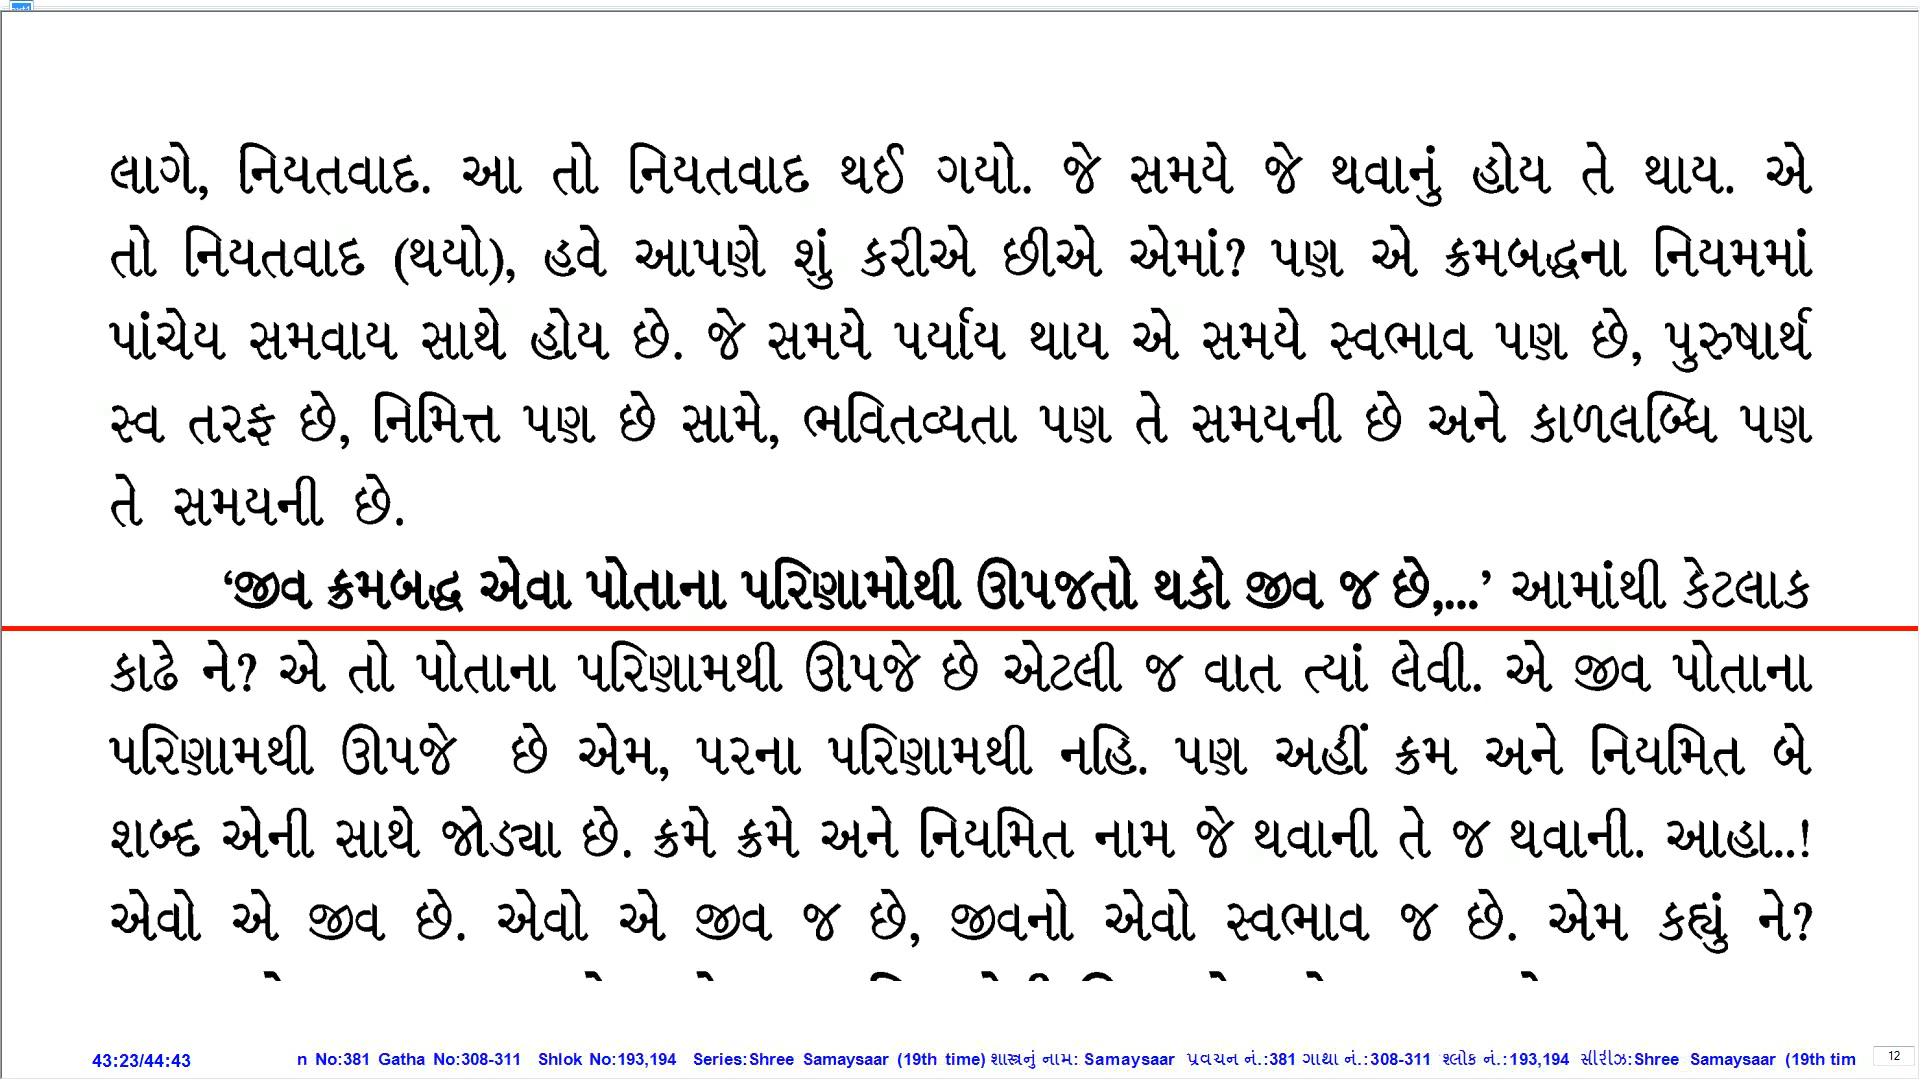 લાગે, નિયતવાદ. આ તો નિયતવાદ થઈ ગયો. જે સમયે જે થવાનું હોય તે થાય. એ
તો નિયતવાદ (થયો), હવે આપણે શું કરીએ છીએ એમાં? પણ એ ક્રમબદ્ધના નિયમમાં
પાંચેય સમવાય સાથે હોય છે. જે સમયે પર્યાય થાય એ સમયે સ્વભાવ પણ છે, પુરુષાર્થ
સ્વ તરફ છે, નિમિત્ત પણ છે સામે, ભવિતવ્યતા પણ તે સમયની છે અને કાળલબ્ધિ પણ
તે સમયની છે.
‘જીવ ક્રમબદ્ધ એવા પોતાના પરિણામોથી ઊપજતો થકો જીવ જ છે,...’ આમાંથી કેટલાક
કાઢે ને? એ તો પોતાના પરિણામથી ઊપજે છે એટલી જ વાત ત્યાં લેવી. એ જીવ પોતાના
પરિણામથી ઊપજે છે એમ, પરના પરિણામથી નહિ. પણ અહીં ક્રમ અને નિયમિત બે
શબ્દ એની સાથે જોડ્યા છે. ક્રમે ક્રમે અને નિયમિત નામ જે થવાની તે જ થવાની. આહા..!
એવો એ જીવ છે. એવો એ જીવ જ છે, જીવનો એવો સ્વભાવ જ છે. એમ કહ્યું ને?
43:23/44:43 n No:381 Gatha No:308-311 Shlok No:193,194 Series:Shree Samaysaar (19th time) શાસ્ત્રનું નામ: Samaysaar પ્રવચન નં.:381 ગાથા નં.:308-311 શ્લોક નં.:193,194 સીરીઝ:Shree Samaysaar (19th tim 12